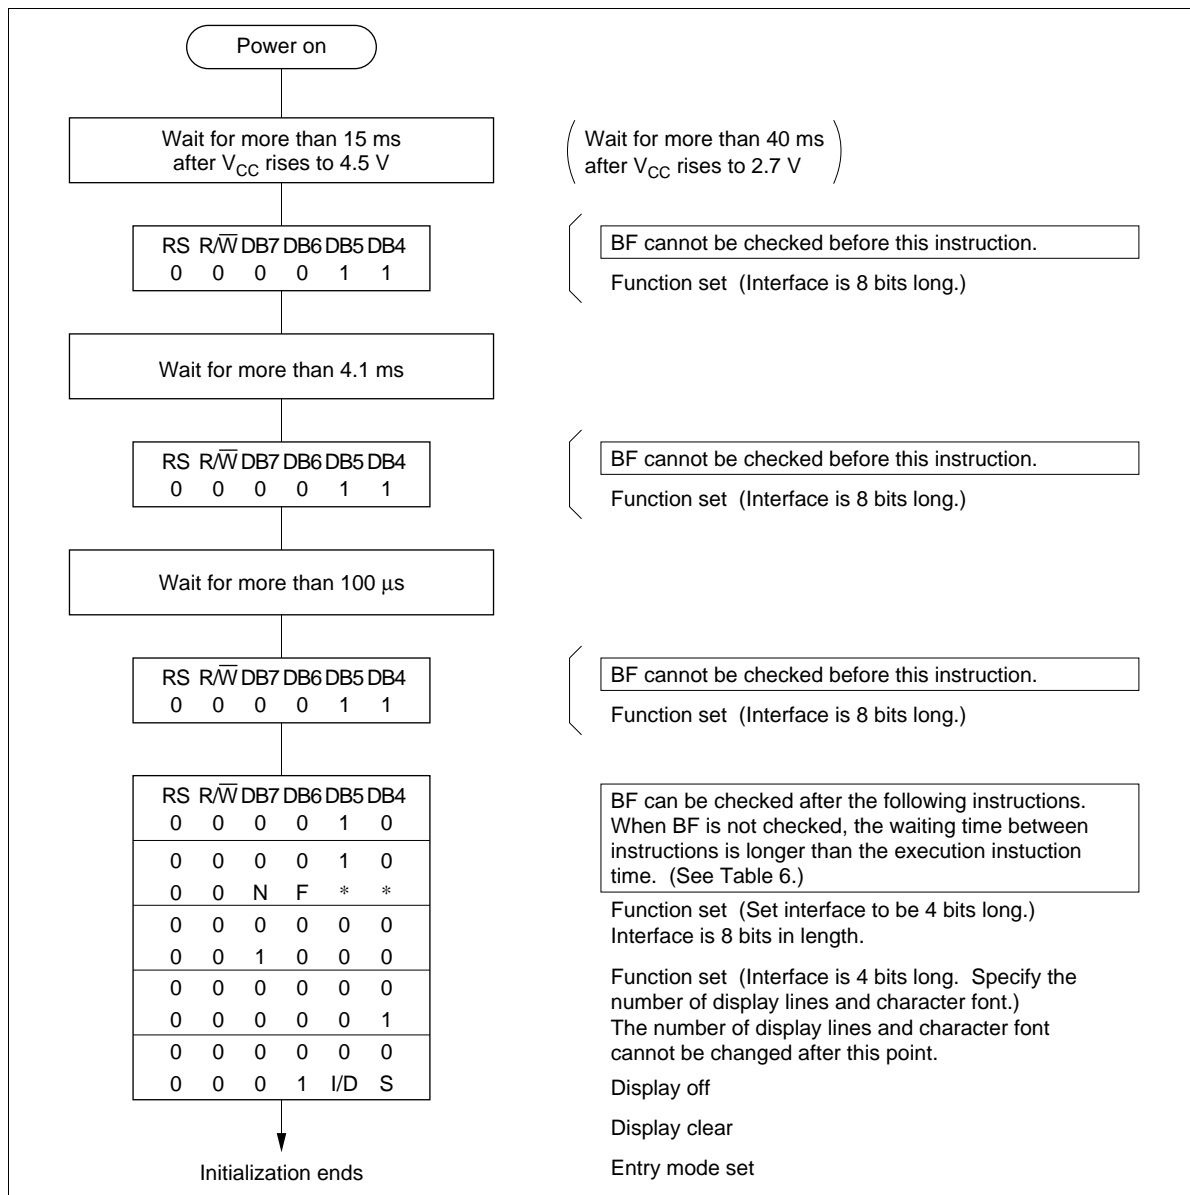 Power on
Wait for more than 15 ms
after VCC rises to 4.5 V
Wait for more than 40 ms
after VCC rises to 2.7 V
RS R/W̅ DB7 DB6 DB5 DB4
0 0 0 0 1 1
BF cannot be checked before this instruction.
Function set (Interface is 8 bits long.)
Wait for more than 4.1 ms
RS R/W̅ DB7 DB6 DB5 DB4
0 0 0 0 1 1
BF cannot be checked before this instruction.
Function set (Interface is 8 bits long.)
Wait for more than 100 µs
RS R/W̅ DB7 DB6 DB5 DB4
0 0 0 0 1 1
BF cannot be checked before this instruction.
Function set (Interface is 8 bits long.)
RS R/W̅ DB7 DB6 DB5 DB4
0 0 0 0 1 0
0 0 0 0 1 0
0 0 N F * *
0 0 0 0 0 0
0 0 1 0 0 0
0 0 0 0 0 0
0 0 0 0 0 1
0 0 0 0 0 0
0 0 0 1 I/D S
Initialization ends
BF can be checked after the following instructions.
When BF is not checked, the waiting time between
instructions is longer than the execution instuction
time. (See Table 6.)
Function set (Set interface to be 4 bits long.)
Interface is 8 bits in length.
Function set (Interface is 4 bits long. Specify the
number of display lines and character font.)
The number of display lines and character font
cannot be changed after this point.
Display off
Display clear
Entry mode set